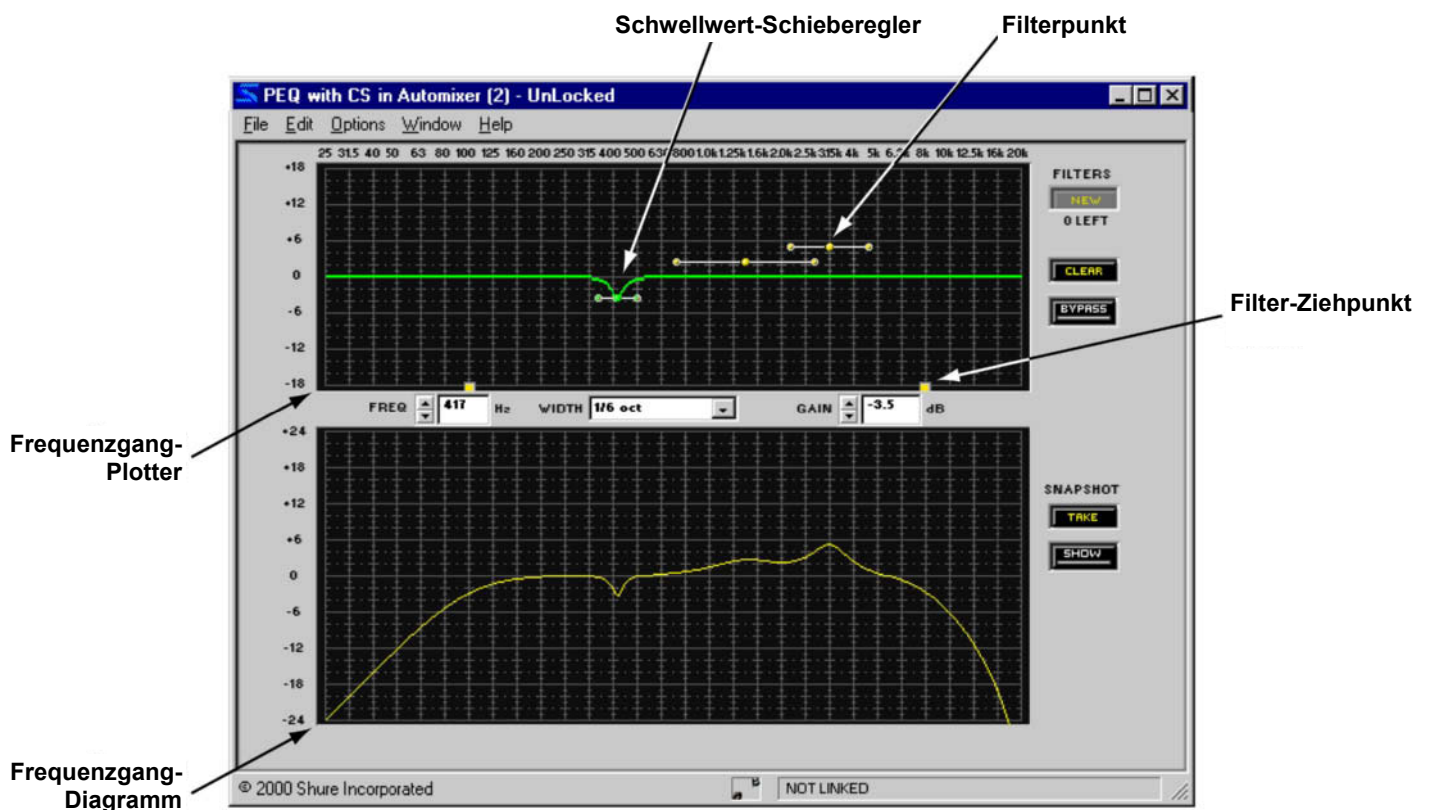 Schwellwert-Schieberegler
Filterpunkt
PEQ with CS in Automixer (2) - UnLocked
File Edit Options Window Help
25 31.5 40 50 63 80 100 125 160 200 250 315 400 500 630 800 1.0k 1.25k 1.6k 2.0k 2.5k 3.15k 4k 5k 6.3k 8k 10k 12.5k 16k 20k
+18
+12
+6
0
-6
-12
-18
FILTERS
NEW
0 LEFT
CLEAR
BYPASS
Filter-Ziehpunkt
FREQ 417 Hz WIDTH 1/6 oct GAIN -3.5 dB
Frequenzgang-
Plotter
+24
+18
+12
+6
0
-6
-12
-18
-24
SNAPSHOT
TAKE
SHOW
Frequenzgang-
Diagramm
© 2000 Shure Incorporated
a B
NOT LINKED